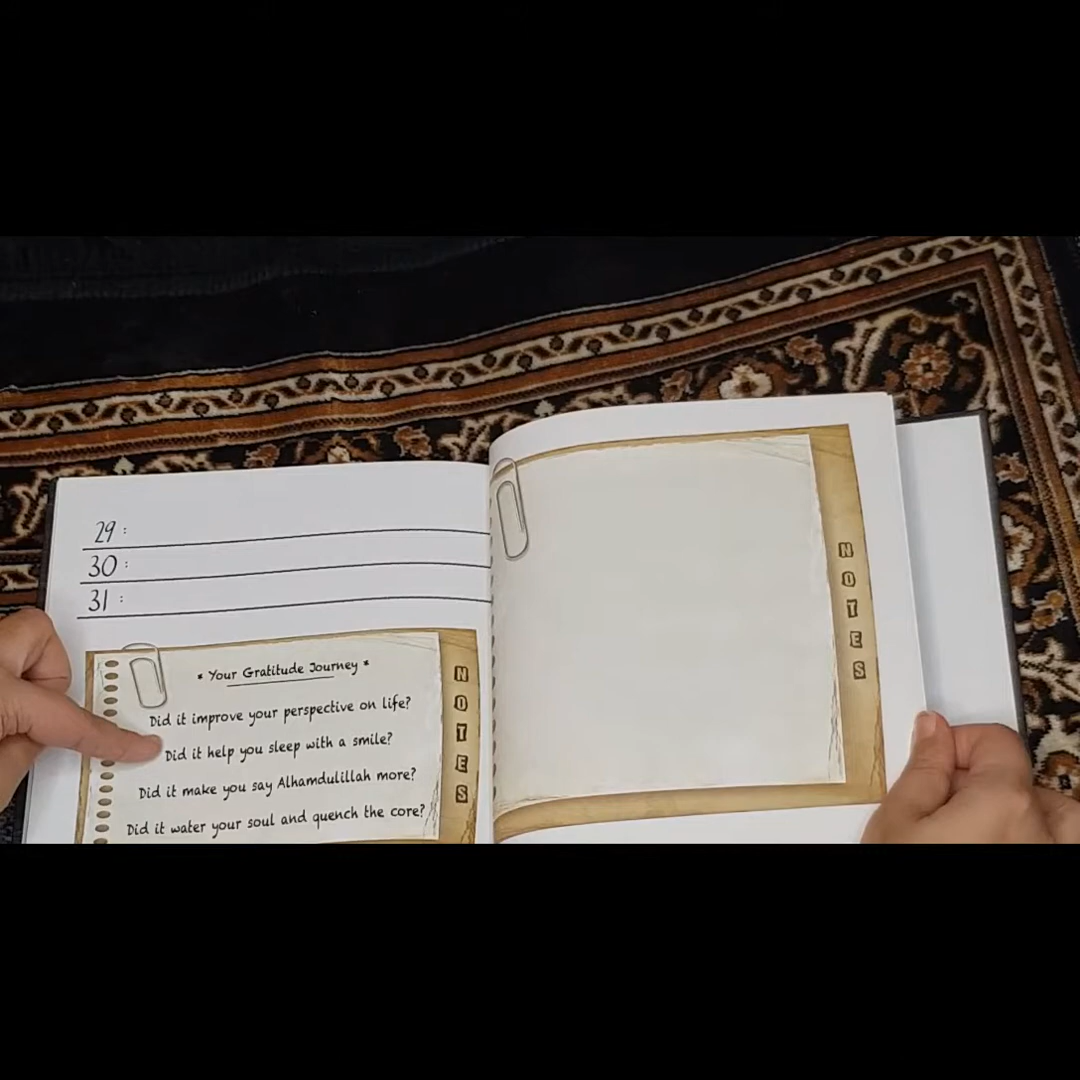 29 :
30 :
31 :
* Your Gratitude Journey *
Did it improve your perspective on life?
Did it help you sleep with a smile?
Did it make you say Alhamdulillah more?
Did it water your soul and quench the core?
NOTES
NOTES